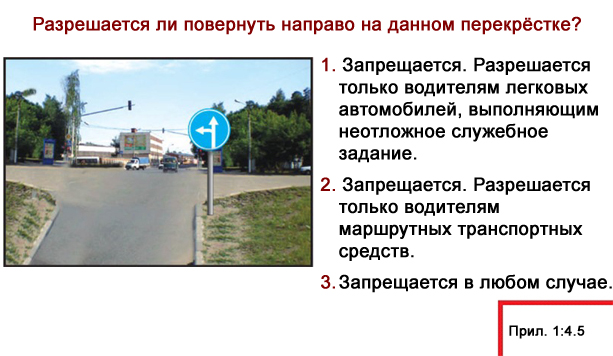 Разрешается ли повернуть направо на данном перекрёстке?
1. Запрещается. Разрешается
только водителям легковых
автомобилей, выполняющим
неотложное служебное
задание.
2. Запрещается. Разрешается
только водителям
маршрутных транспортных
средств.
3. Запрещается в любом случае.
Прил. 1:4.5